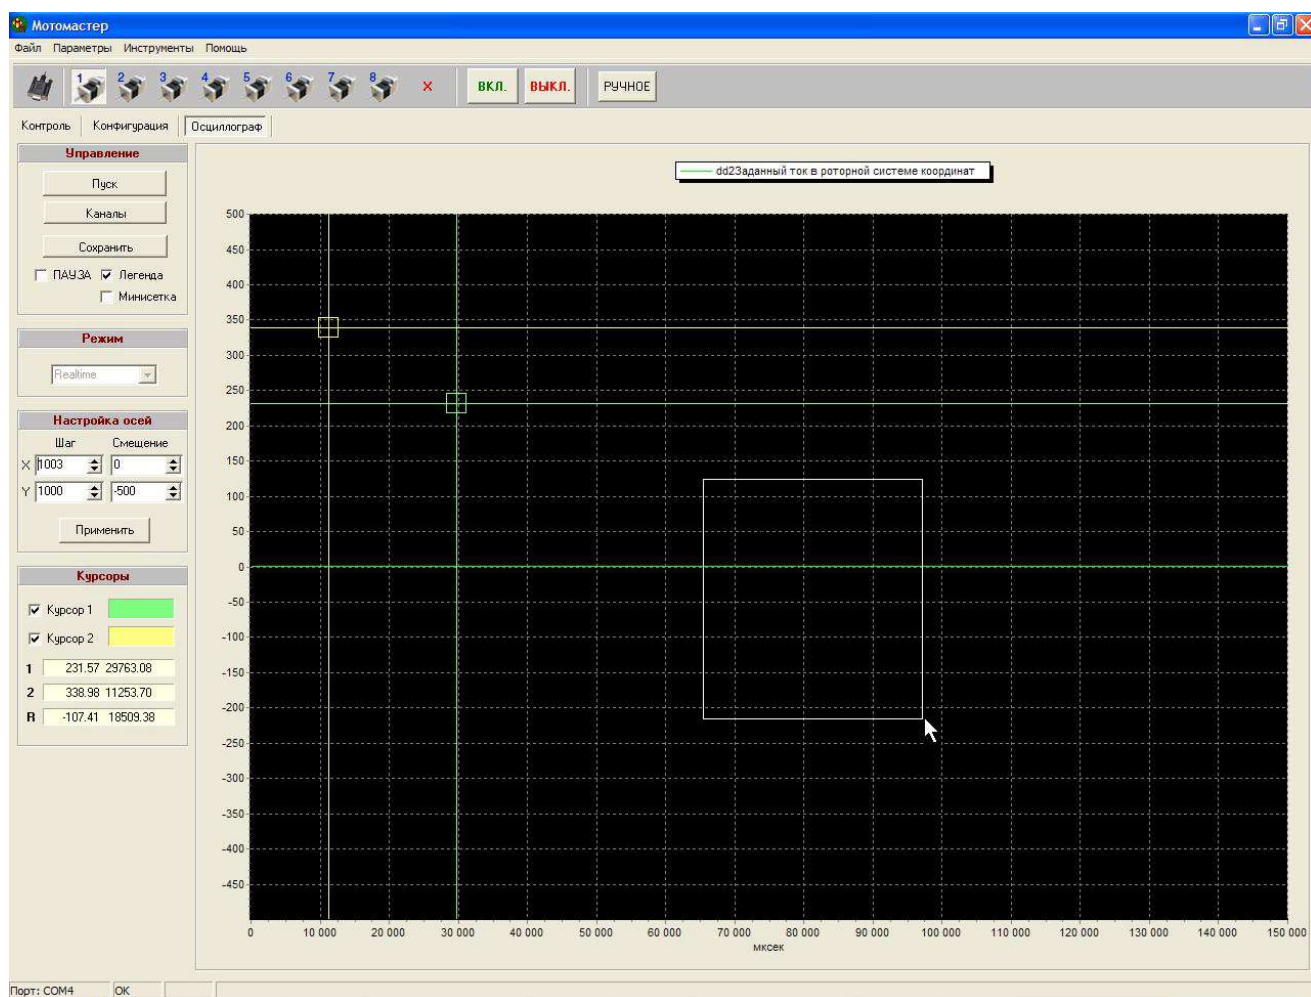 Мотомастер
Файл Параметры Инструменты Помощь
1 2 3 4 5 6 7 8 X ВКЛ. ВЫКЛ. РУЧНОЕ
Контроль Конфигурация Осциллограф
Управление
Пуск
Каналы
Сохранить
ПАУЗА Легенда
Минисетка
Режим
Realtime
Настройка осей
Шаг Смещение
X 1003 0
Y 1000 -500
Применить
Курсоры
Курсор 1
Курсор 2
1 231.57 29763.08
2 338.98 11253.70
R -107.41 18509.38
dd2Заданный ток в роторной системе координат
500
450
400
350
300
250
200
150
100
50
0
-50
-100
-150
-200
-250
-300
-350
-400
-450
0 10 000 20 000 30 000 40 000 50 000 60 000 70 000 80 000 90 000 100 000 110 000 120 000 130 000 140 000 150 000
мксек
Порт: COM4 OK